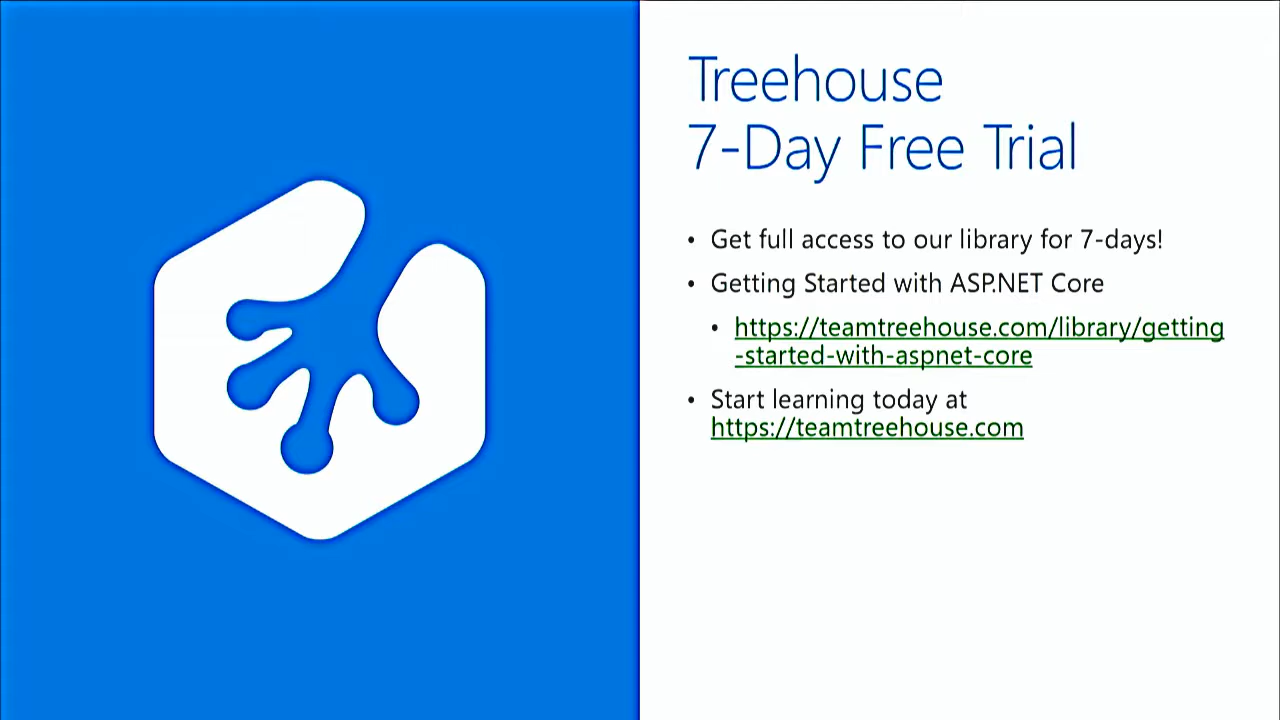 Treehouse
7-Day Free Trial
• Get full access to our library for 7-days!
• Getting Started with ASP.NET Core
• https://teamtreehouse.com/library/getting
-started-with-aspnet-core
• Start learning today at
https://teamtreehouse.com